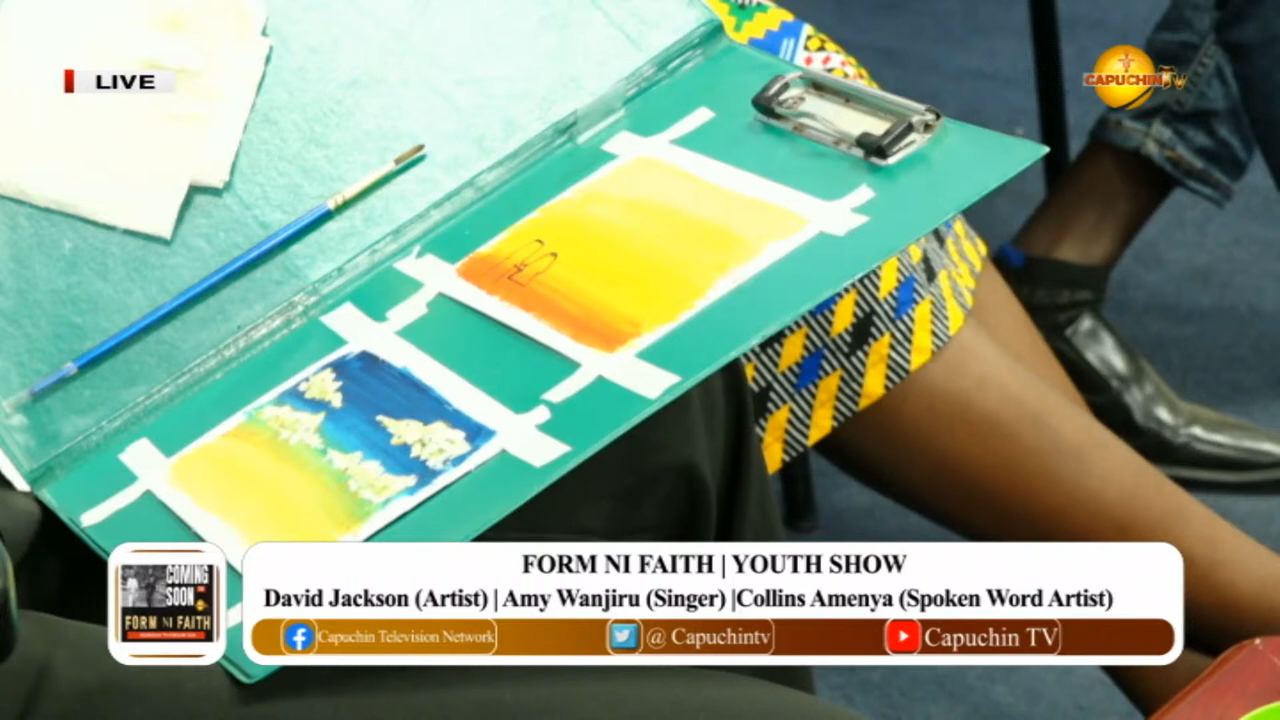 LIVE
CAPUCHIN TV
FORM NI FAITH | YOUTH SHOW
David Jackson (Artist) | Amy Wanjiru (Singer) |Collins Amenya (Spoken Word Artist)
COMING
SOON
FORM NI FAITH
Capuchin Television Network
@ Capuchintv
Capuchin TV